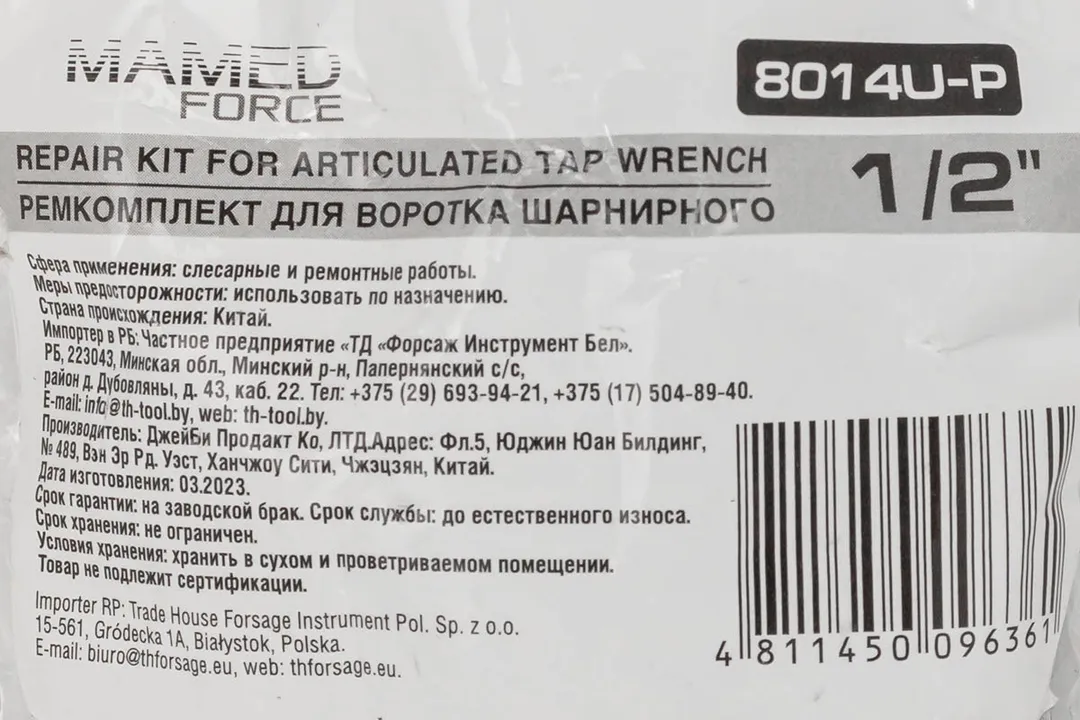 MAMED
FORCE
8014U-P
REPAIR KIT FOR ARTICULATED TAP WRENCH
1/2"
РЕМКОМПЛЕКТ ДЛЯ ВОРОТКА ШАРНИРНОГО
Сфера применения: слесарные и ремонтные работы.
Меры предосторожности: использовать по назначению.
Страна происхождения: Китай.
Импортер в РБ: Частное предприятие «ТД «Форсаж Инструмент Бел».
РБ, 223043, Минская обл., Минский р-н, Папернянский с/с,
район д. Дубовляны, д. 43, каб. 22. Тел: +375 (29) 693-94-21, +375 (17) 504-89-40.
E-mail: info@th-tool.by, web: th-tool.by.
Производитель: ДжейБи Продакт Ко, ЛТД.Адрес: Фл.5, Юджин Юан Билдинг,
№ 489, Вэн Эр Рд. Уэст, Ханчжоу Сити, Чжэцзян, Китай.
Дата изготовления: 03.2023.
Срок гарантии: на заводской брак. Срок службы: до естественного износа.
Срок хранения: не ограничен.
Условия хранения: хранить в сухом и проветриваемом помещении.
Товар не подлежит сертификации.
Importer RP: Trade House Forsage Instrument Pol. Sp. z o.o.
15-561, Gródecka 1A, Białystok, Polska.
E-mail: biuro@thforsage.eu, web: thforsage.eu.
4 811450 096361